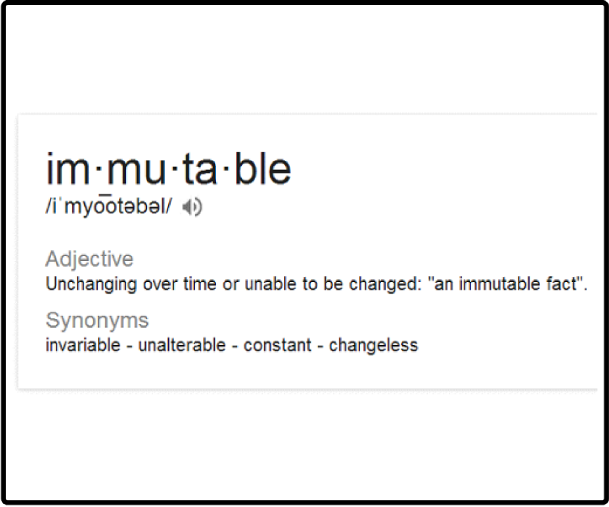 im·mu·ta·ble
/iˈmyo͞otəbəl/
Adjective
Unchanging over time or unable to be changed: "an immutable fact".
Synonyms
invariable - unalterable - constant - changeless